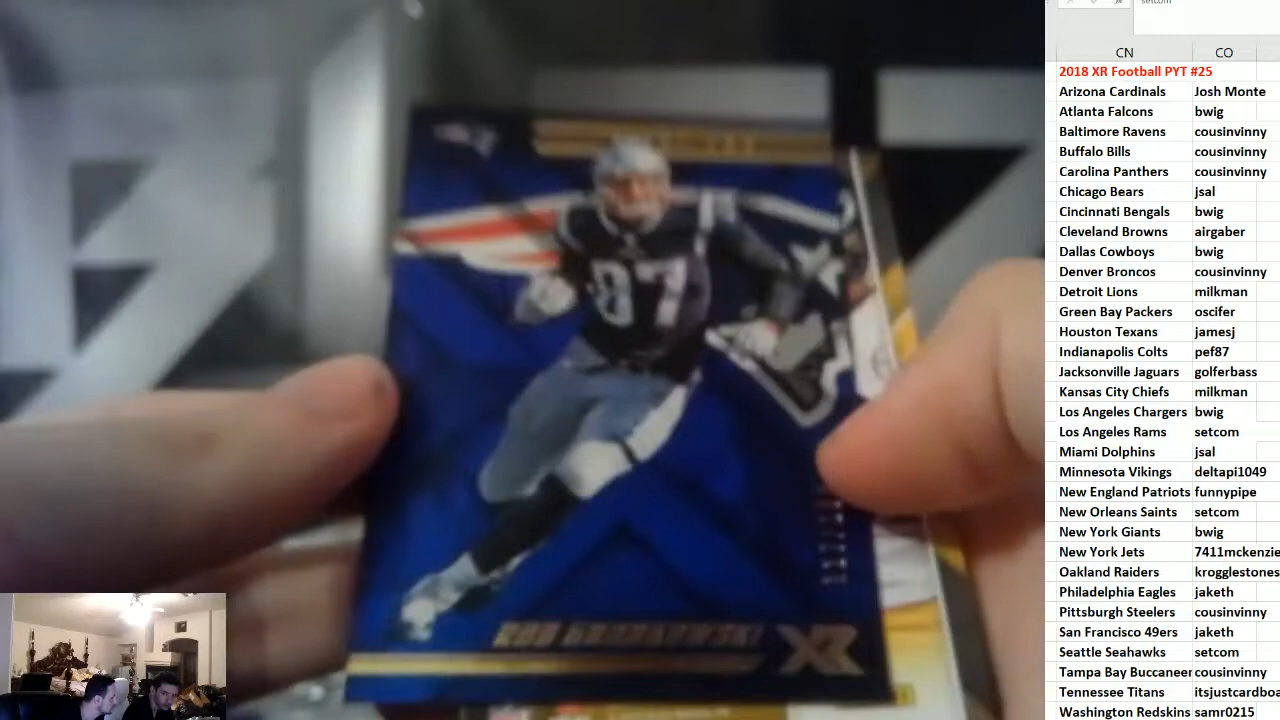 setcom
CN CO
2018 XR Football PYT #25
Arizona Cardinals Josh Monte
Atlanta Falcons bwig
Baltimore Ravens cousinvinny
Buffalo Bills cousinvinny
Carolina Panthers cousinvinny
Chicago Bears jsal
Cincinnati Bengals bwig
Cleveland Browns airgaber
Dallas Cowboys bwig
Denver Broncos cousinvinny
Detroit Lions milkman
Green Bay Packers oscifer
Houston Texans jamesj
Indianapolis Colts pef87
Jacksonville Jaguars golferbass
Kansas City Chiefs milkman
Los Angeles Chargers bwig
Los Angeles Rams setcom
Miami Dolphins jsal
Minnesota Vikings deltapi1049
New England Patriots funnypipe
New Orleans Saints setcom
New York Giants bwig
New York Jets 7411mckenzie
Oakland Raiders krogglestones
Philadelphia Eagles jaketh
Pittsburgh Steelers cousinvinny
San Francisco 49ers jaketh
Seattle Seahawks setcom
Tampa Bay Buccaneer cousinvinny
Tennessee Titans itsjustcardboa
Washington Redskins samr0215
87
ROB GRONKOWSKI XR